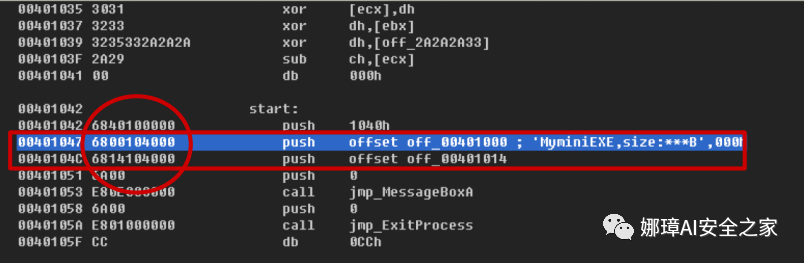 00401035 3031 xor [ecx],dh
00401037 3233 xor dh,[ebx]
00401039 3235332A2A2A xor dh,[off_2A2A2A33]
0040103F 2A29 sub ch,[ecx]
00401041 00 db 000h
00401042 start:
00401042 6840100000 push 1040h
00401047 6800104000 push offset off_00401000 ; 'MyminiEXE,size:***B',000h
0040104C 6814104000 push offset off_00401014
00401051 6A00 push 0
00401053 E80E000000 call jmp_MessageBoxA
00401058 6A00 push 0
0040105A E801000000 call jmp_ExitProcess
0040105F CC db 0CCh
娜璋AI安全之家